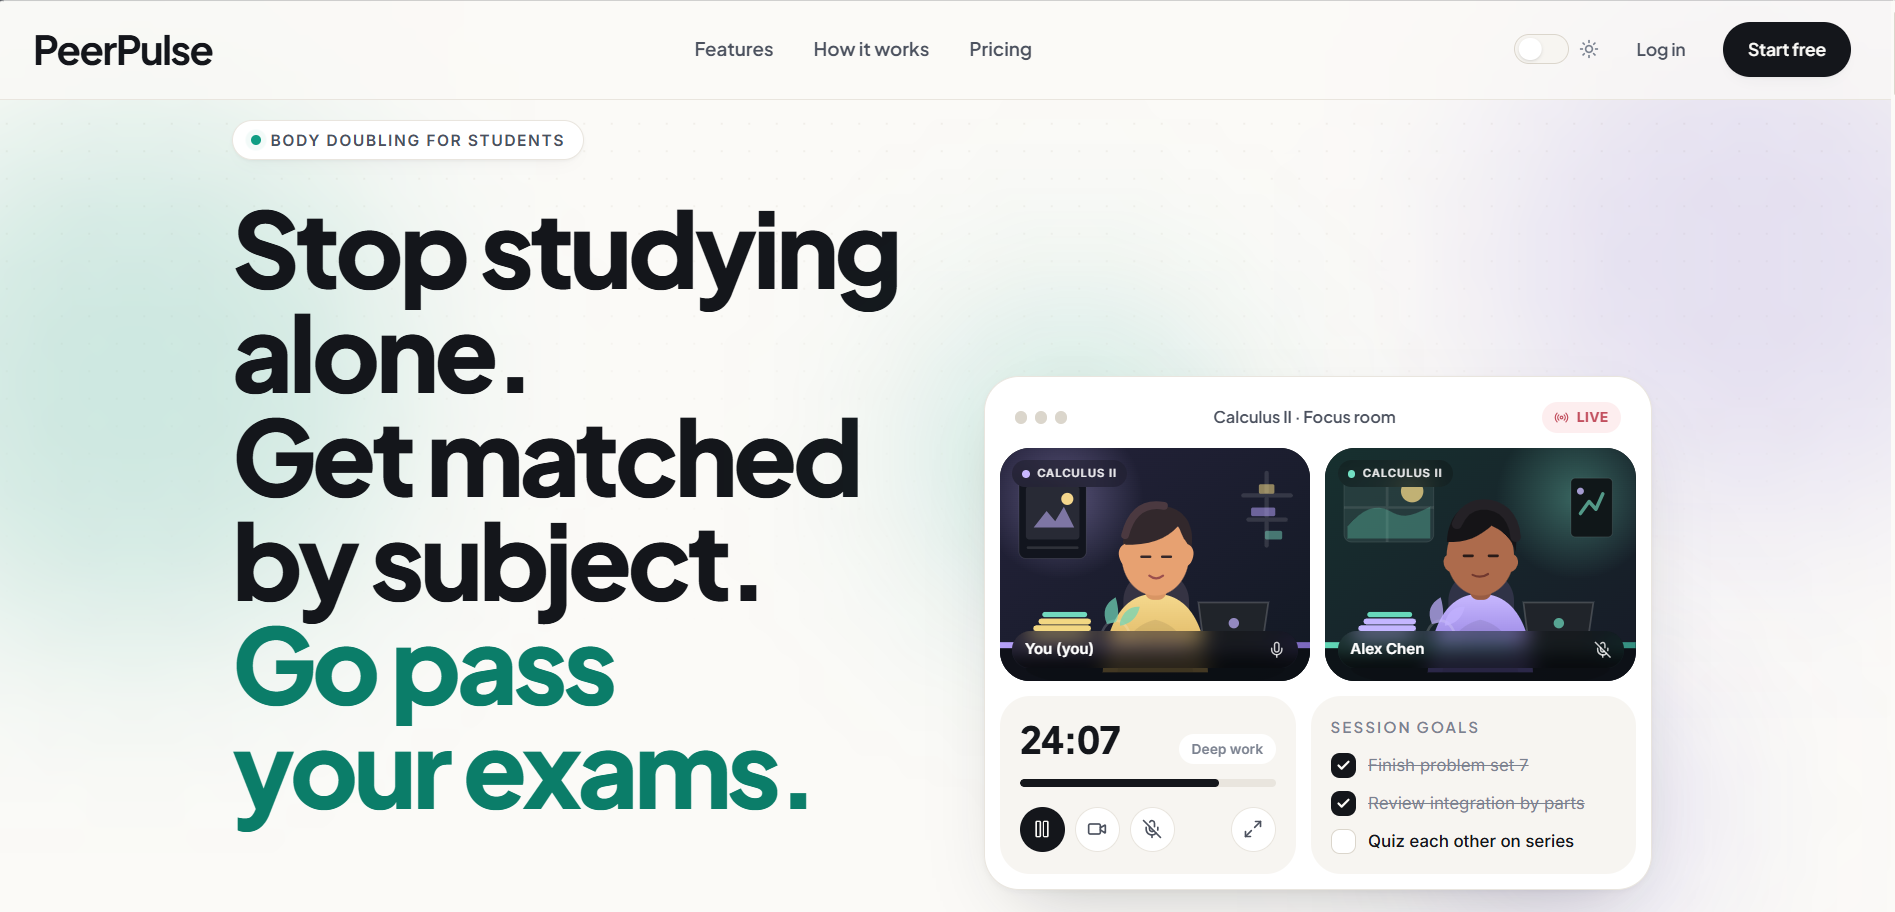 PeerPulse
Features
How it works
Pricing
Log in
Start free
BODY DOUBLING FOR STUDENTS
Stop studying
alone.
Get matched
by subject.
Go pass
your exams.
Calculus II · Focus room
LIVE
CALCULUS II
You (you)
CALCULUS II
Alex Chen
24:07
Deep work
SESSION GOALS
Finish problem set 7
Review integration by parts
Quiz each other on series